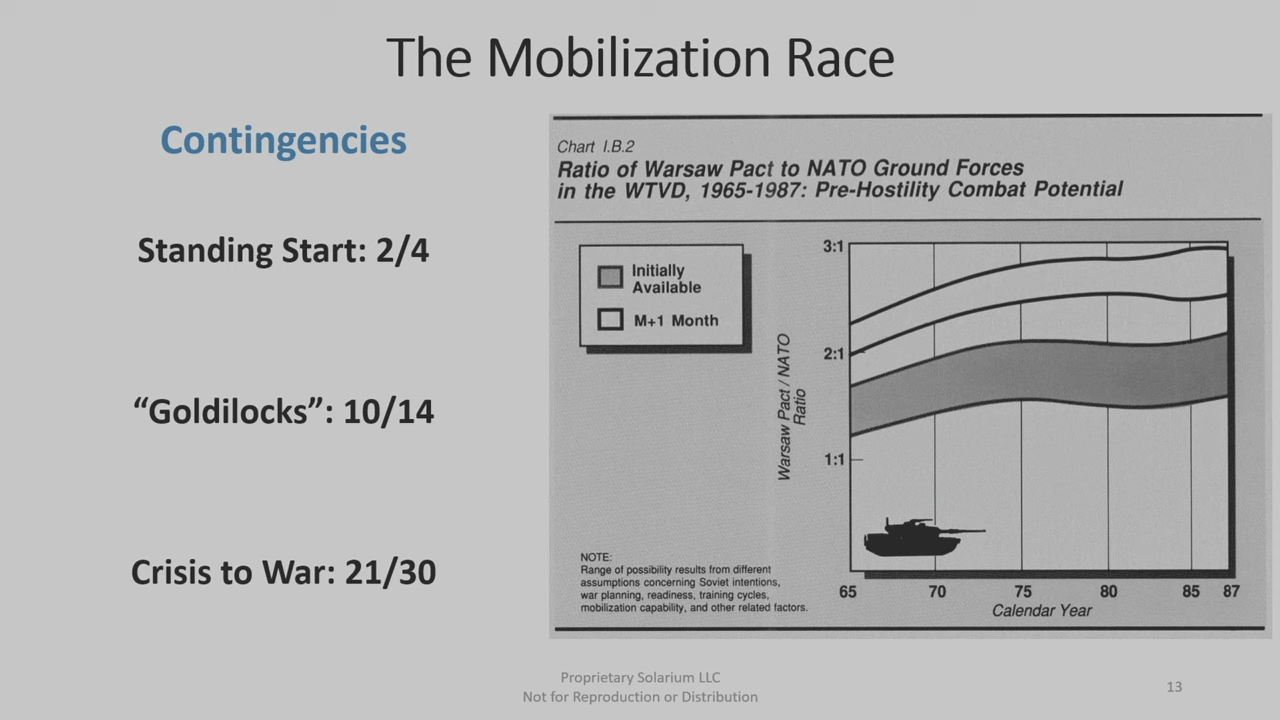 The Mobilization Race
Contingencies
Standing Start: 2/4
“Goldilocks”: 10/14
Crisis to War: 21/30
Chart I.B.2
Ratio of Warsaw Pact to NATO Ground Forces
in the WTVD, 1965-1987: Pre-Hostility Combat Potential
Initially
Available
M+1 Month
Warsaw Pact / NATO
Ratio
3:1
2:1
1:1
65
70
75
80
85
87
Calendar Year
NOTE:
Range of possibility results from different
assumptions concerning Soviet intentions,
war planning, readiness, training cycles,
mobilization capability, and other related factors.
Proprietary Solarium LLC
Not for Reproduction or Distribution
13